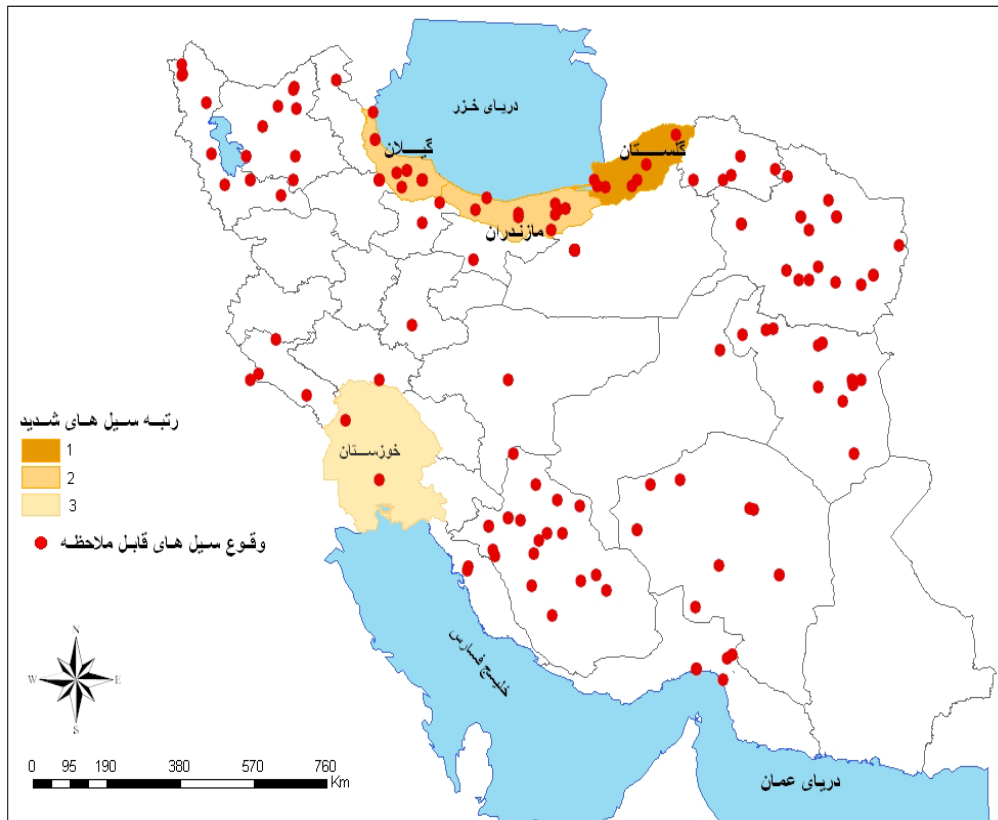 دریای خزر
گلستان
گیلان
مازندران
رتبه سیل های شدید
1
2
3
خوزستان
وقوع سیل های قابل ملاحظه
خلیج فارس
N
W E
S
0 95 190 380 570 760
Km
دریای عمان